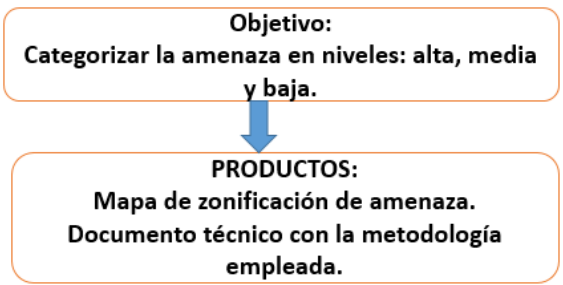 Objetivo:
Categorizar la amenaza en niveles: alta, media
y baja.
PRODUCTOS:
Mapa de zonificación de amenaza.
Documento técnico con la metodología
empleada.